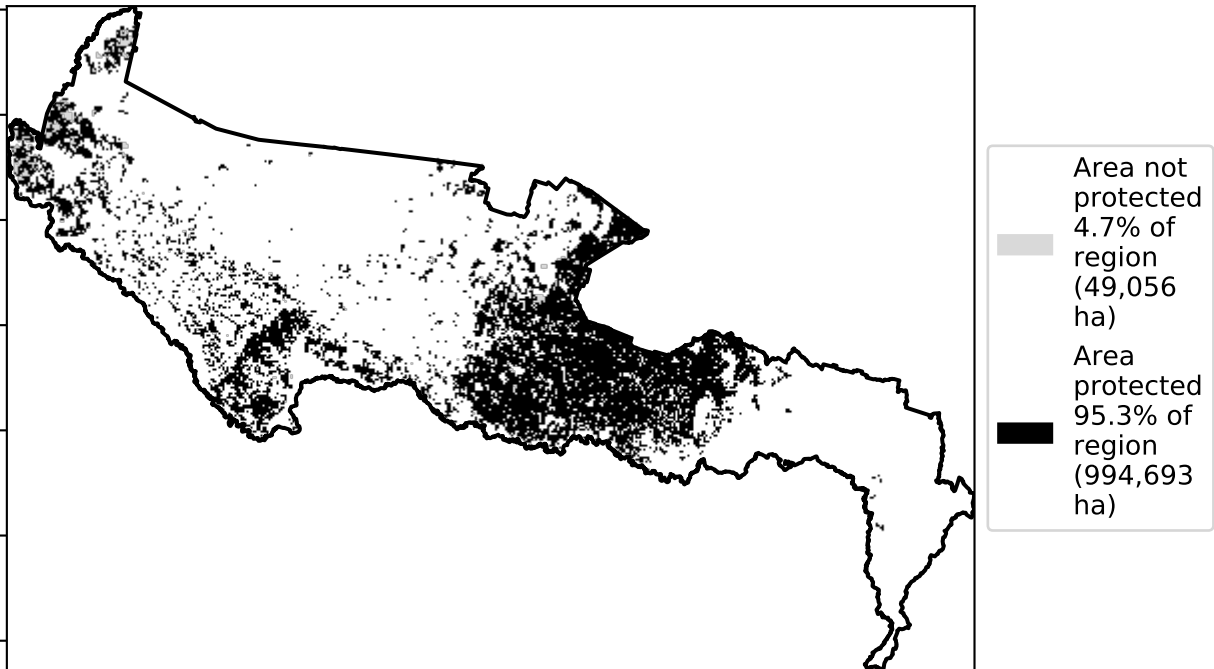 Area not
protected
4.7% of
region
(49,056
ha)
Area
protected
95.3% of
region
(994,693
ha)